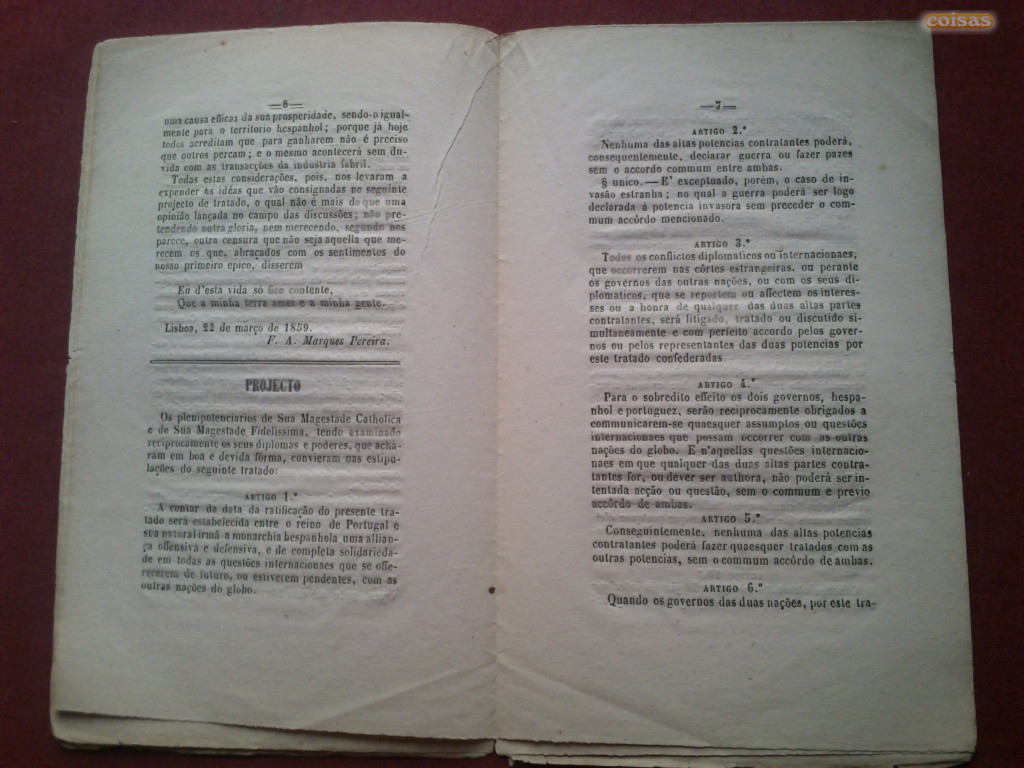 coisas
—6—
uma causa efficaz da sua prosperidade, sendo-o igual-
mente para o territorio hespanhol; porque já hoje
todos acreditam que para ganharem não é preciso
que outros percam; e o mesmo acontecerá sem du-
vida com as transacções da industria fabril.
Todas estas considerações, pois, nos levaram a
expender as idéas que vão consignadas no seguinte
projecto de tratado, o qual não é mais do que uma
opinião lançada no campo das discussões; não pre-
tendendo outra gloria, nem merecendo, segundo nos
parece, outra censura que não seja aquella que me-
recem os que, abraçados com os sentimentos do
nosso primeiro epico, disserem
Eu d'esta vida só fico contente,
Que a minha terra amei e a minha gente.
Lisboa, 22 de março de 1859.
F. A. Marques Pereira.
PROJECTO
Os plenipotenciarios de Sua Magestade Catholica
e de Sua Magestade Fidelissima, tendo examinado
reciprocamente os seus diplomas e poderes, que acha-
ram em boa e devida fórma, convieram nas estipu-
lações do seguinte tratado:
ARTIGO 1.º
A contar da data da ratificação do presente tra-
tado será estabelecida entre o reino de Portugal e
sua natural irmã a monarchia hespanhola uma allian-
ça offensiva e defensiva, e de completa solidarieda-
de em todas as questões internacionaes que se offe-
recerem de futuro, ou estiverem pendentes, com as
outras nações do globo.
—7—
ARTIGO 2.º
Nenhuma das altas potencias contratantes poderá,
consequentemente, declarar guerra ou fazer pazes
sem o accordo commum entre ambas.
§ unico.—E' exceptuado, porém, o caso de in-
vasão estranha; no qual a guerra poderá ser logo
declarada á potencia invasora sem preceder o com-
mum accôrdo mencionado.
ARTIGO 3.º
Todos os conflictos diplomaticos ou internacionaes,
que occorrerem nas côrtes estrangeiras, ou perante
os governos das outras nações, ou com os seus di-
plomaticos, que se reportem ou affectem os interes-
ses ou a honra de qualquer das duas altas partes
contratantes, será litigado, tratado ou discutido si-
multaneamente e com perfeito accordo pelos gover-
nos ou pelos representantes das duas potencias por
este tratado confederadas.
ARTIGO 4.º
Para o sobredito effeito os dois governos, hespa-
nhol e portuguez, serão reciprocamente obrigados a
communicarem-se quaesquer assumptos ou questões
internacionaes que possam occorrer com as outras
nações do globo. E n'aquellas questões internacio-
naes em que qualquer das duas altas partes contra-
tantes for, ou dever ser authora, não poderá ser in-
tentada acção ou questão, sem o commum e previo
accôrdo de ambas.
ARTIGO 5.º
Conseguintemente, nenhuma das altas potencias
contratantes poderá fazer quaesquer tratados com as
outras potencias, sem o commum accôrdo de ambas.
ARTIGO 6.º
Quando os governos das duas nações, por este tra-